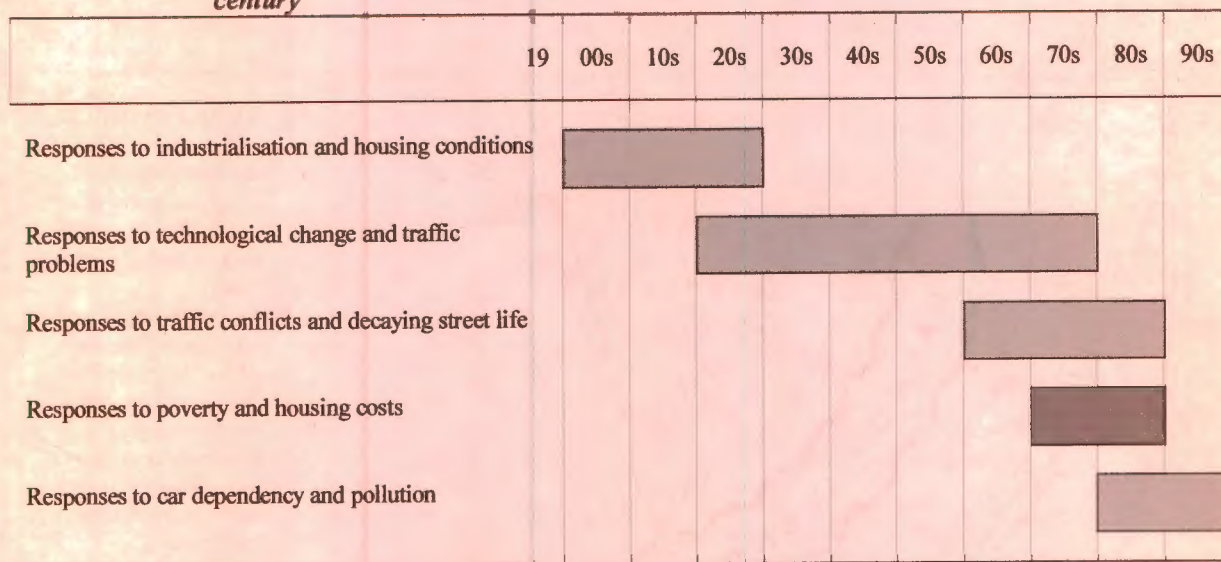 century
19 00s 10s 20s 30s 40s 50s 60s 70s 80s 90s
Responses to industrialisation and housing conditions
Responses to technological change and traffic
problems
Responses to traffic conflicts and decaying street life
Responses to poverty and housing costs
Responses to car dependency and pollution